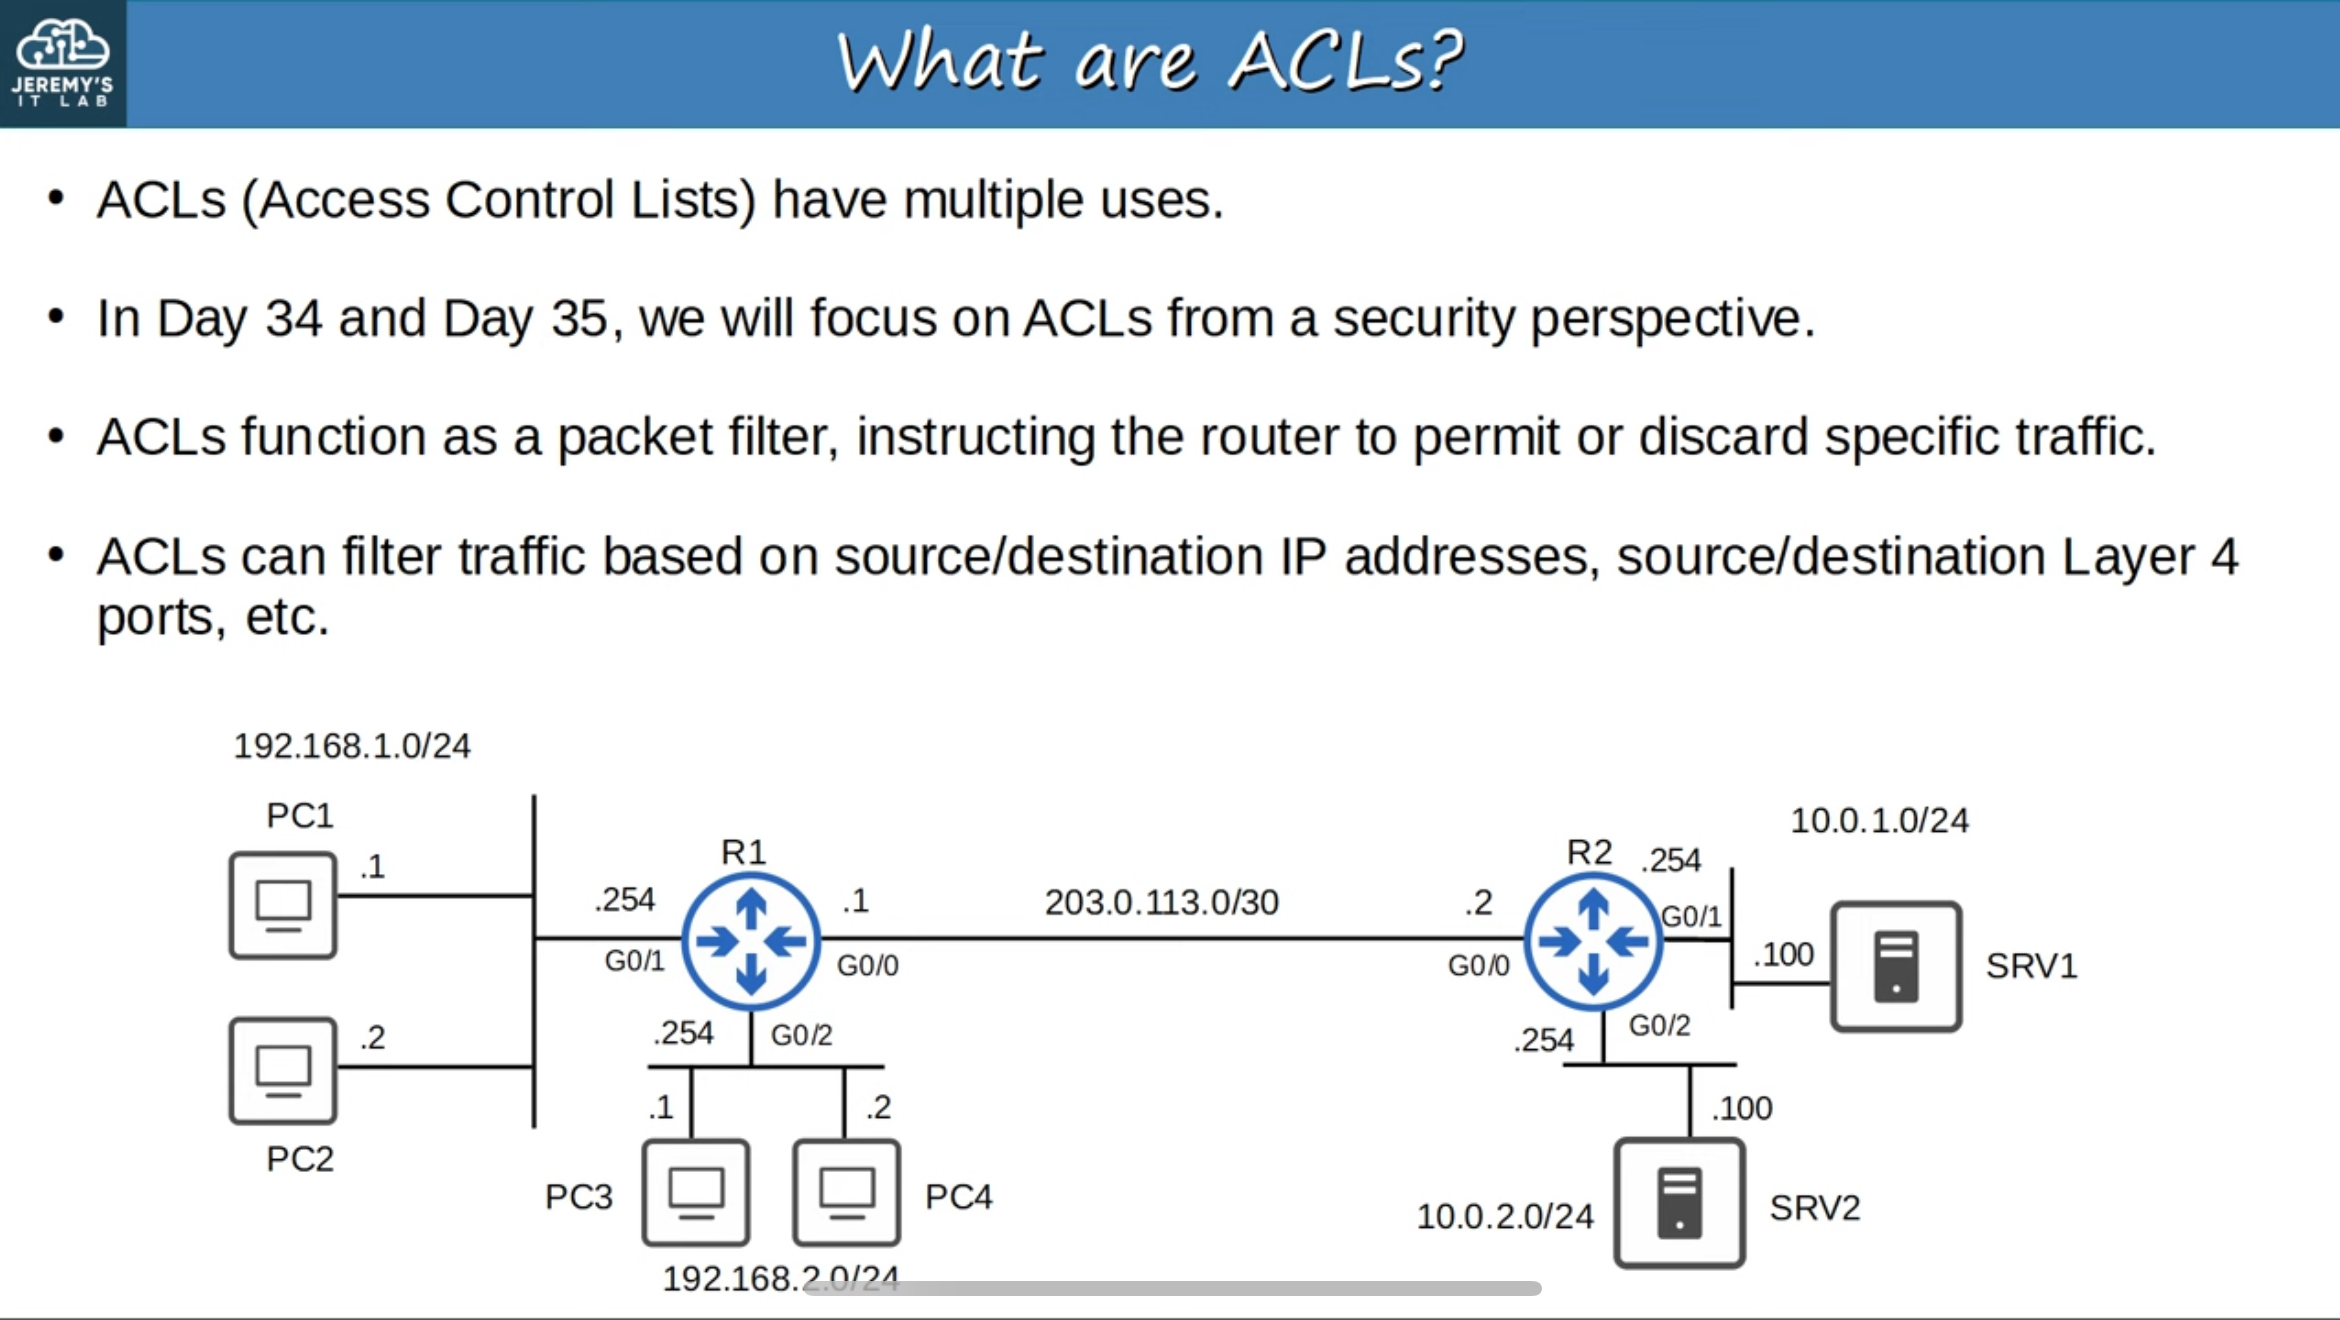 JEREMY'S
IT LAB
What are ACLs?
• ACLs (Access Control Lists) have multiple uses.
• In Day 34 and Day 35, we will focus on ACLs from a security perspective.
• ACLs function as a packet filter, instructing the router to permit or discard specific traffic.
• ACLs can filter traffic based on source/destination IP addresses, source/destination Layer 4
ports, etc.
192.168.1.0/24
PC1
.1
.2
PC2
.254
G0/1
R1
.1
G0/0
203.0.113.0/30
.254
G0/2
.1
.2
PC3
PC4
192.168.2.0/24
.2
G0/0
R2
.254
G0/1
10.0.1.0/24
.100
SRV1
.254
G0/2
.100
10.0.2.0/24
SRV2